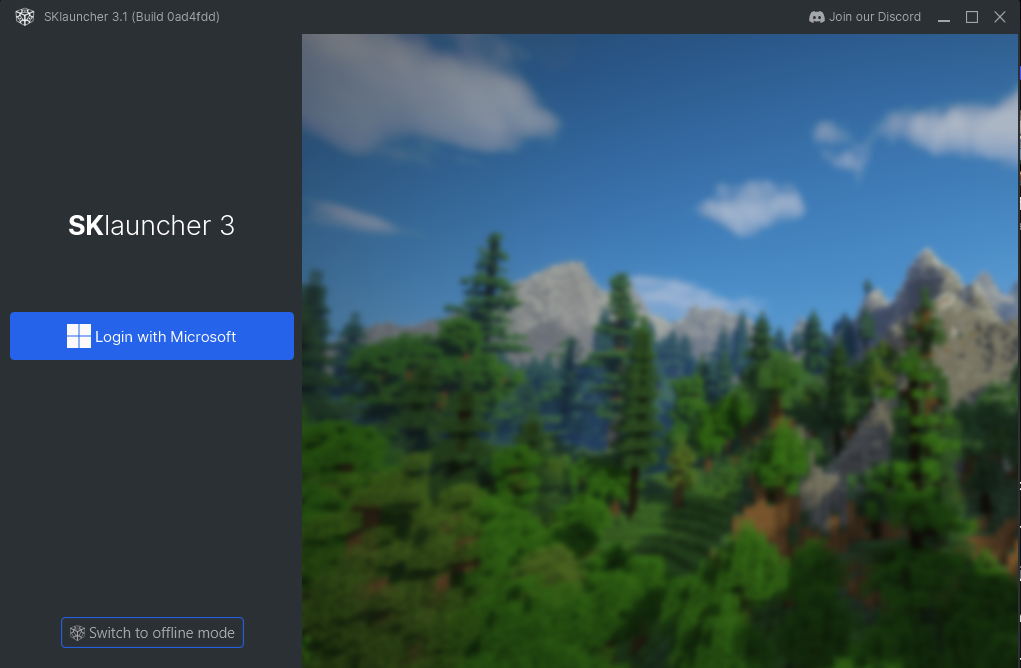 SKlauncher 3.1 (Build 0ad4fdd)
Join our Discord
SKlauncher 3
Login with Microsoft
Switch to offline mode